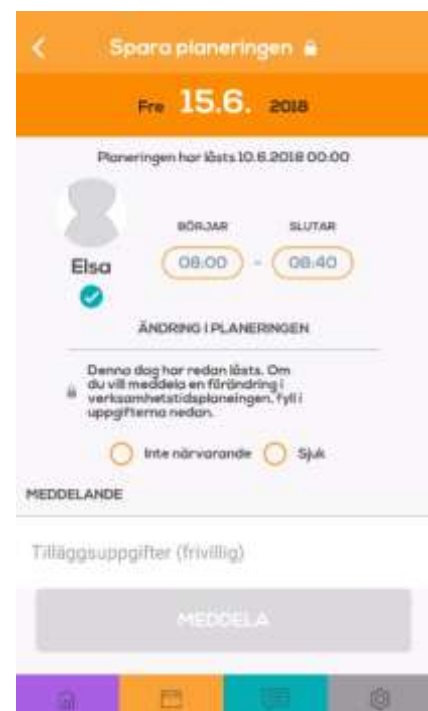 Spara planeringen
Fre 15.6. 2018
Planeringen har låsts 10.6.2018 00:00
BÖRJAR SLUTAR
Elsa 08:00 - 08:40
ÄNDRING I PLANERINGEN
Denna dag har redan låsts. Om
du vill meddela en förändring i
verksamhetstidsplaneingen, fyll i
uppgifterna nedan.
Inte närvarande Sjuk
MEDDELANDE
Tilläggsuppgifter (frivillig)
MEDDELA